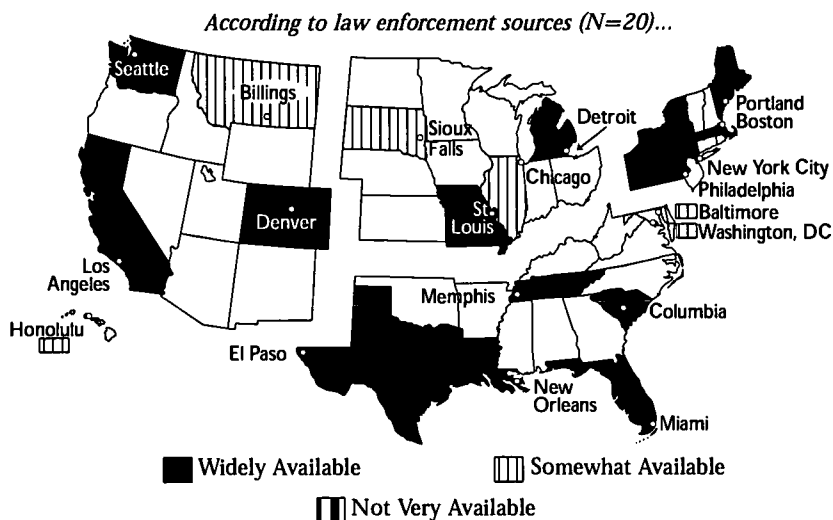 According to law enforcement sources (N=20)...
Seattle
Billings
Sioux
Falls
Detroit
Portland
Boston
Chicago
New York City
Philadelphia
Baltimore
Washington, DC
Denver
St.
Louis
Los
Angeles
Memphis
Columbia
Honolulu
El Paso
New
Orleans
Miami
Widely Available
Somewhat Available
Not Very Available